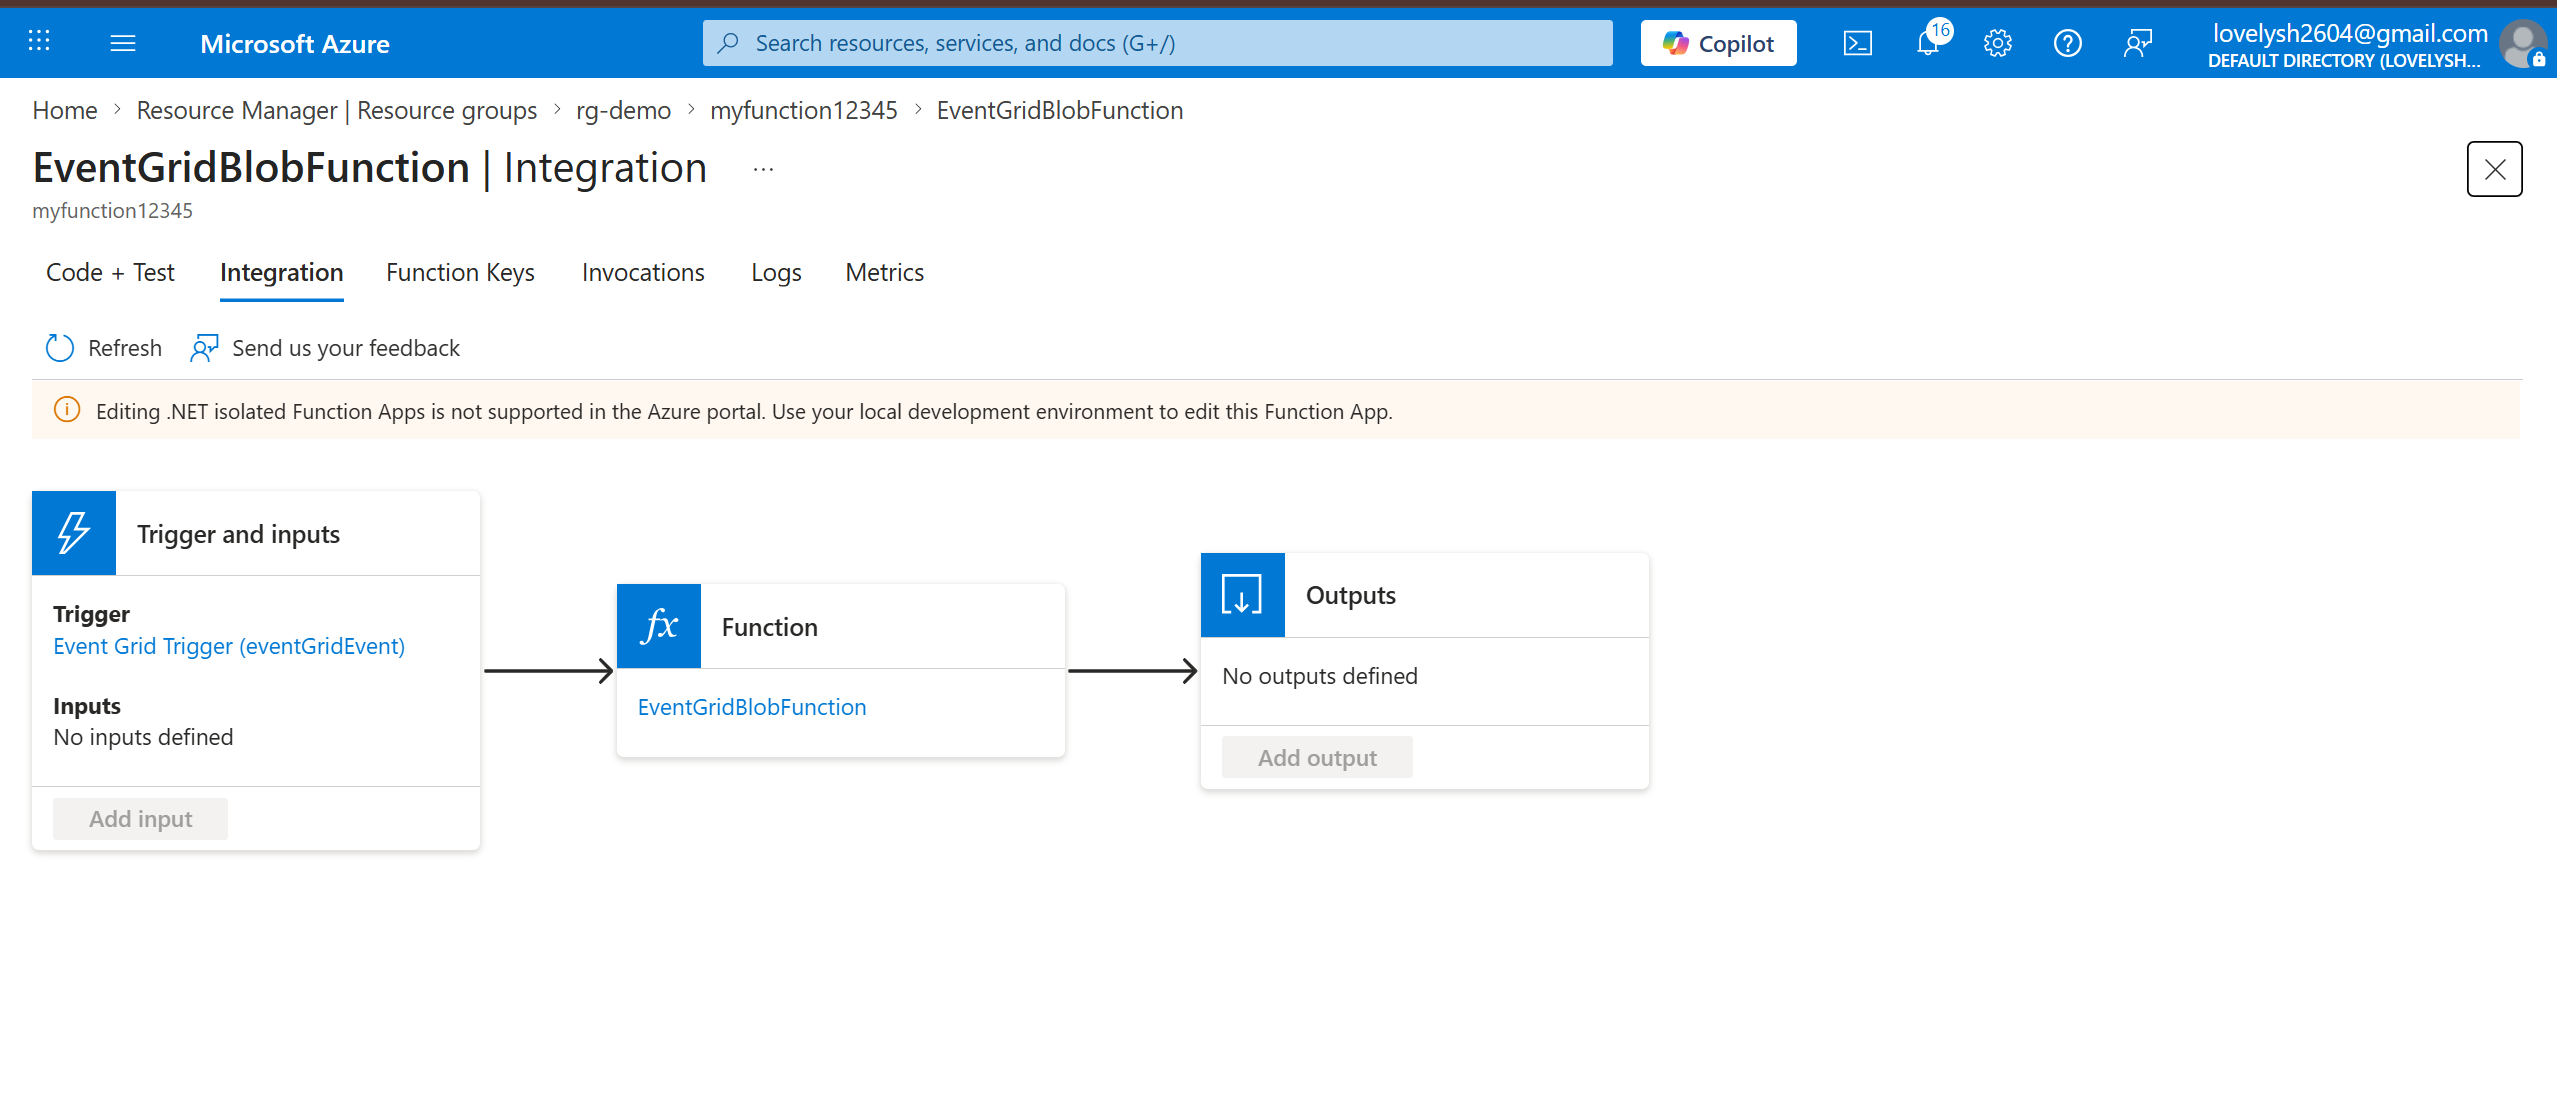 Microsoft Azure
Search resources, services, and docs (G+/)
Copilot
16
lovelysh2604@gmail.com
DEFAULT DIRECTORY (LOVELYSH...
Home > Resource Manager | Resource groups > rg-demo > myfunction12345 > EventGridBlobFunction
EventGridBlobFunction | Integration ...
myfunction12345
Code + Test Integration Function Keys Invocations Logs Metrics
Refresh Send us your feedback
Editing .NET isolated Function Apps is not supported in the Azure portal. Use your local development environment to edit this Function App.
Trigger and inputs
Trigger
Event Grid Trigger (eventGridEvent)
Inputs
No inputs defined
Add input
fx Function
EventGridBlobFunction
Outputs
No outputs defined
Add output